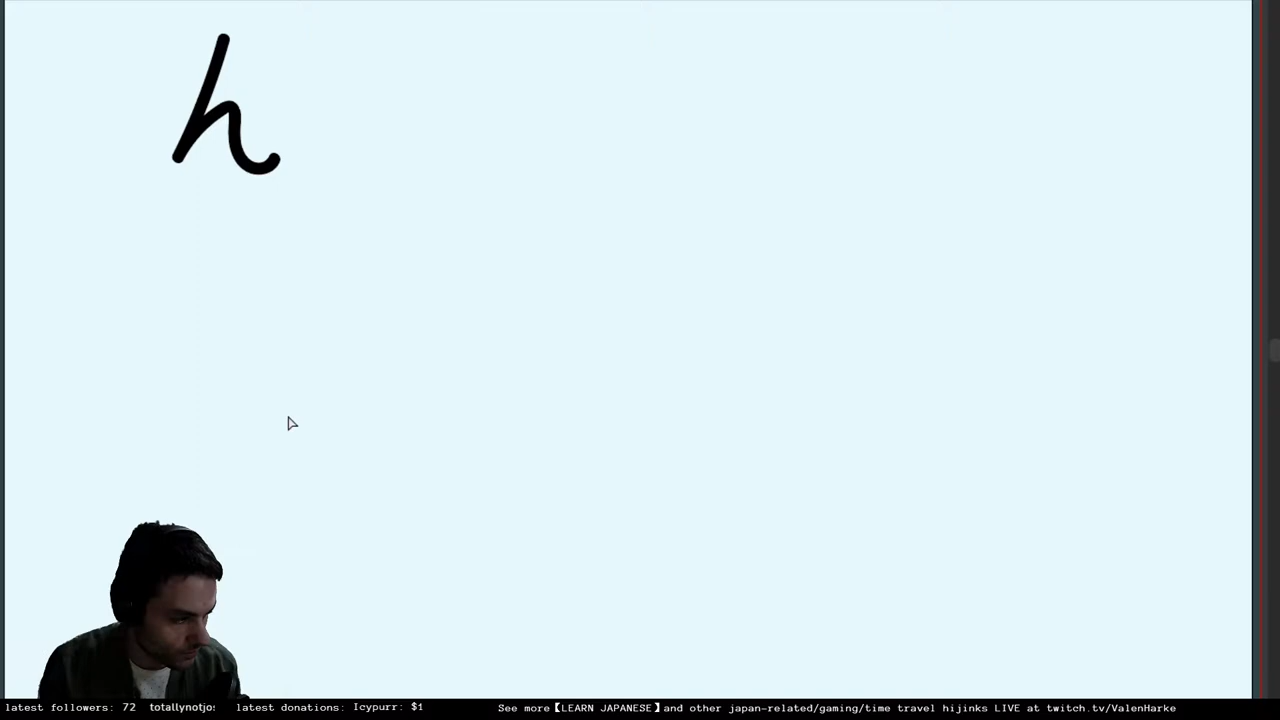 ん
latest followers: 72 totallynotjos latest donations: Icypurr: $1 See more【LEARN JAPANESE】and other japan-related/gaming/time travel hijinks LIVE at twitch.tv/ValenHarke